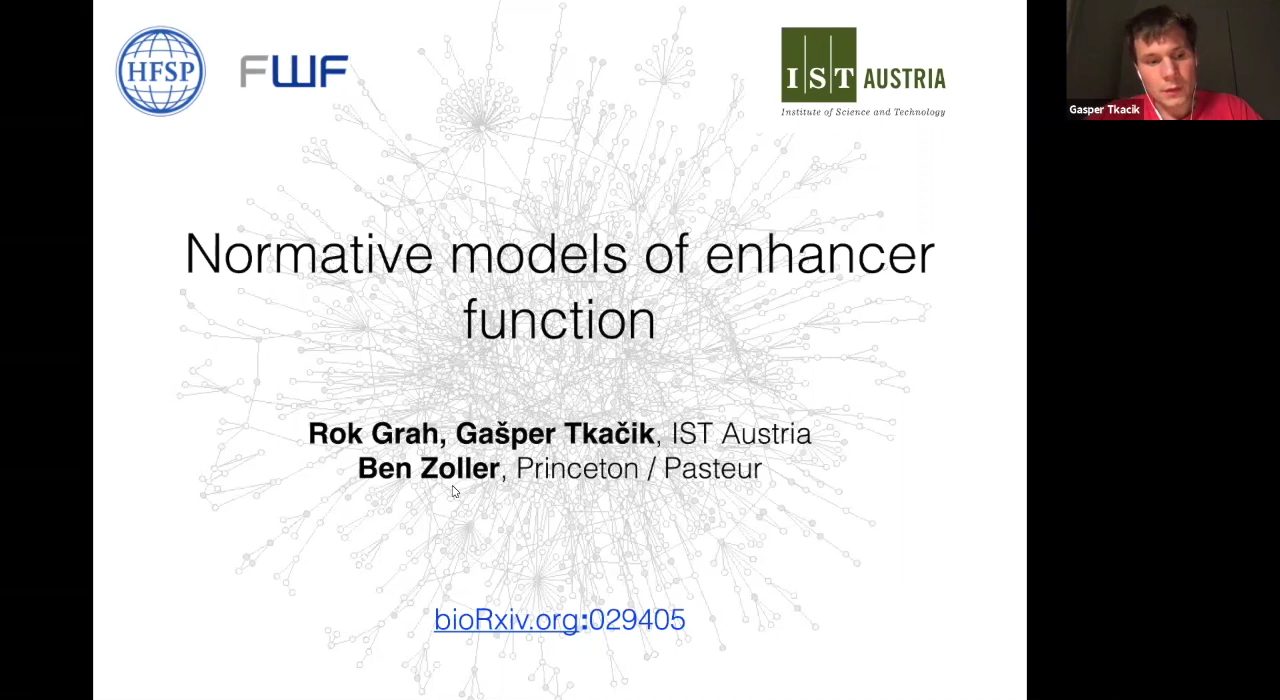 HFSP
FWF
IST AUSTRIA
Institute of Science and Technology
Gasper Tkacik
Normative models of enhancer
function
Rok Grah, Gašper Tkačik, IST Austria
Ben Zoller, Princeton / Pasteur
bioRxiv.org:029405